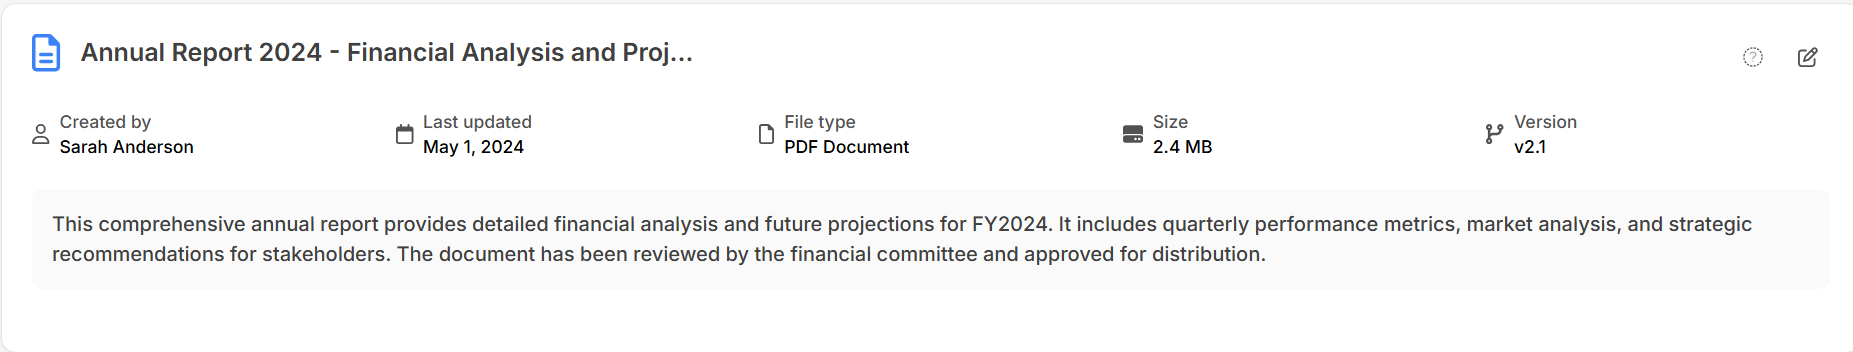 Annual Report 2024 - Financial Analysis and Proj...
Created by
Sarah Anderson
Last updated
May 1, 2024
File type
PDF Document
Size
2.4 MB
Version
v2.1
This comprehensive annual report provides detailed financial analysis and future projections for FY2024. It includes quarterly performance metrics, market analysis, and strategic
recommendations for stakeholders. The document has been reviewed by the financial committee and approved for distribution.